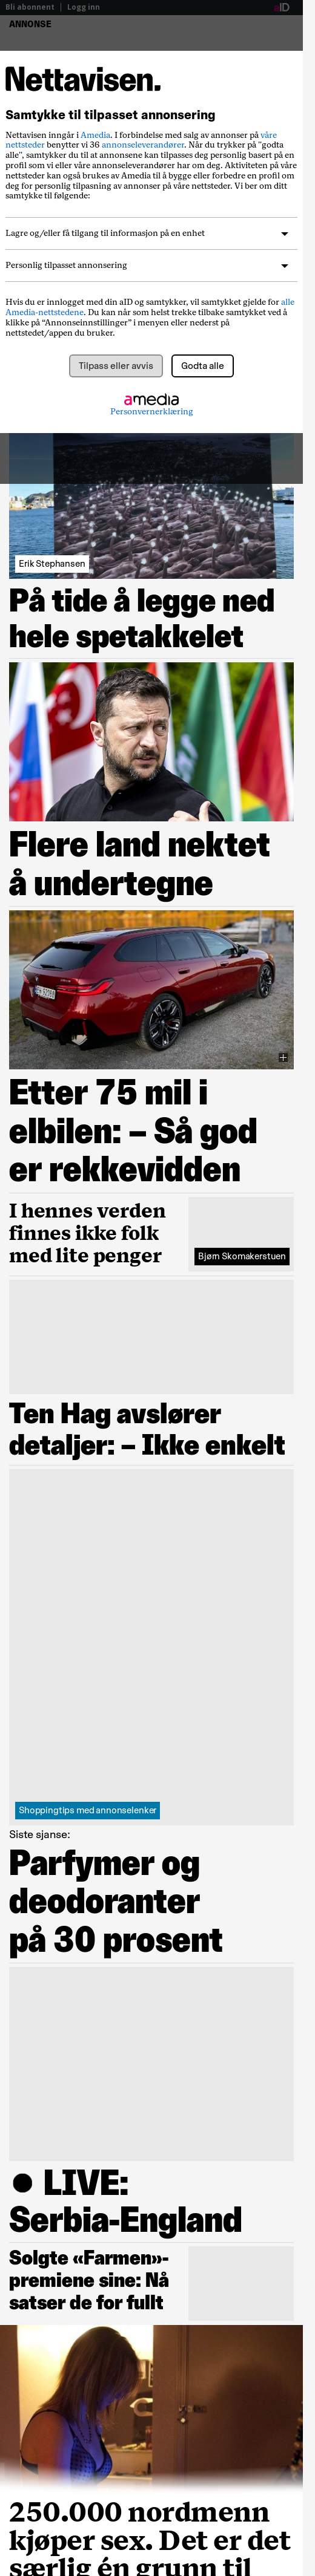 Bli abonnent | Logg inn
aID
ANNONSE
Nettavisen.
Samtykke til tilpasset annonsering
Nettavisen inngår i Amedia. I forbindelse med salg av annonser på våre
nettsteder benytter vi 36 annonseleverandører. Når du trykker på "godta
alle", samtykker du til at annonsene kan tilpasses deg personlig basert på en
profil som vi eller våre annonseleverandører har om deg. Aktiviteten på våre
nettsteder kan også brukes av Amedia til å bygge eller forbedre en profil om
deg for personlig tilpasning av annonser på våre nettsteder. Vi ber om ditt
samtykke til følgende:
Lagre og/eller få tilgang til informasjon på en enhet
Personlig tilpasset annonsering
Hvis du er innlogget med din aID og samtykker, vil samtykket gjelde for alle
Amedia-nettstedene. Du kan når som helst trekke tilbake samtykket ved å
klikke på “Annonseinnstillinger” i menyen eller nederst på
nettstedet/appen du bruker.
Tilpass eller avvis
Godta alle
amedia
Personvernerklæring
Erik Stephansen
På tide å legge ned
hele spetakkelet
Flere land nektet
å undertegne
Etter 75 mil i
elbilen: – Så god
er rekkevidden
I hennes verden
finnes ikke folk
med lite penger
Bjørn Skomakerstuen
Ten Hag avslører
detaljer: – Ikke enkelt
Shoppingtips med annonselenker
Siste sjanse:
Parfymer og
deodoranter
på 30 prosent
● LIVE:
Serbia-England
Solgte «Farmen»-
premiene sine: Nå
satser de for fullt
250.000 nordmenn
kjøper sex. Det er det
særlig én grunn til